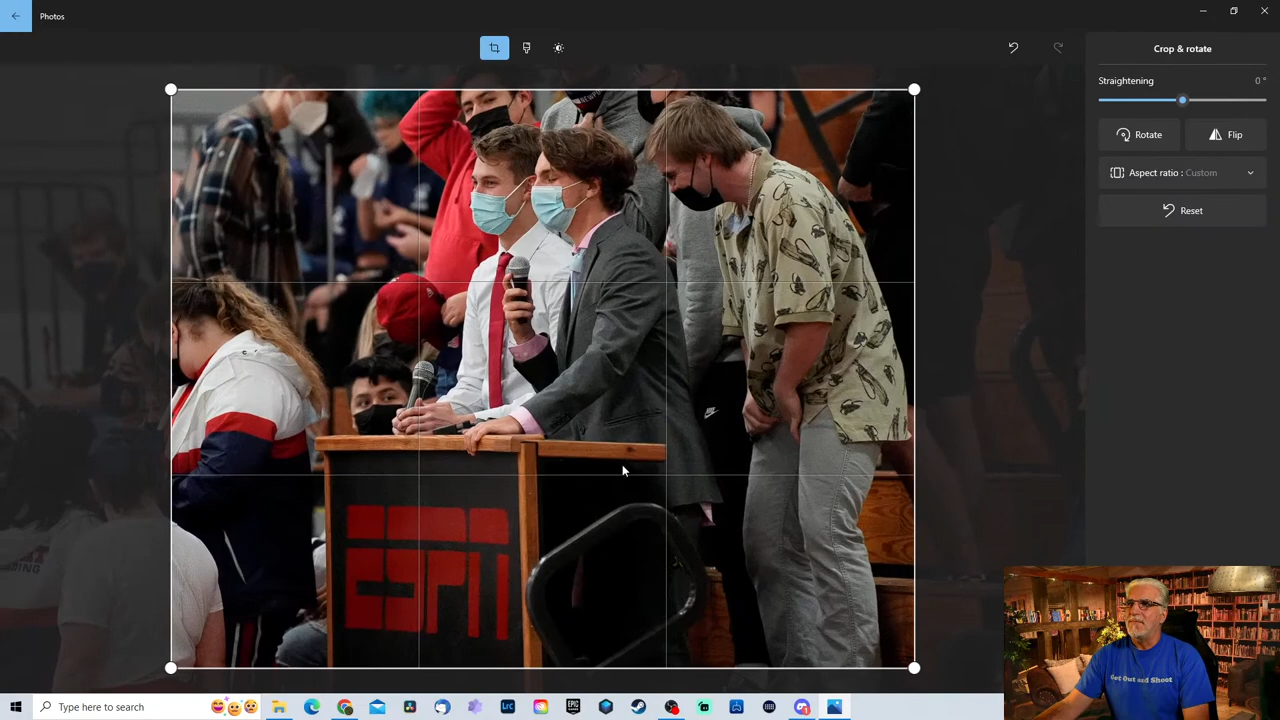 Photos
Crop & rotate
Straightening 0 °
Rotate Flip
Aspect ratio : Custom
Reset
ESPN
Get Out and Shoot
Type here to search
Lrc